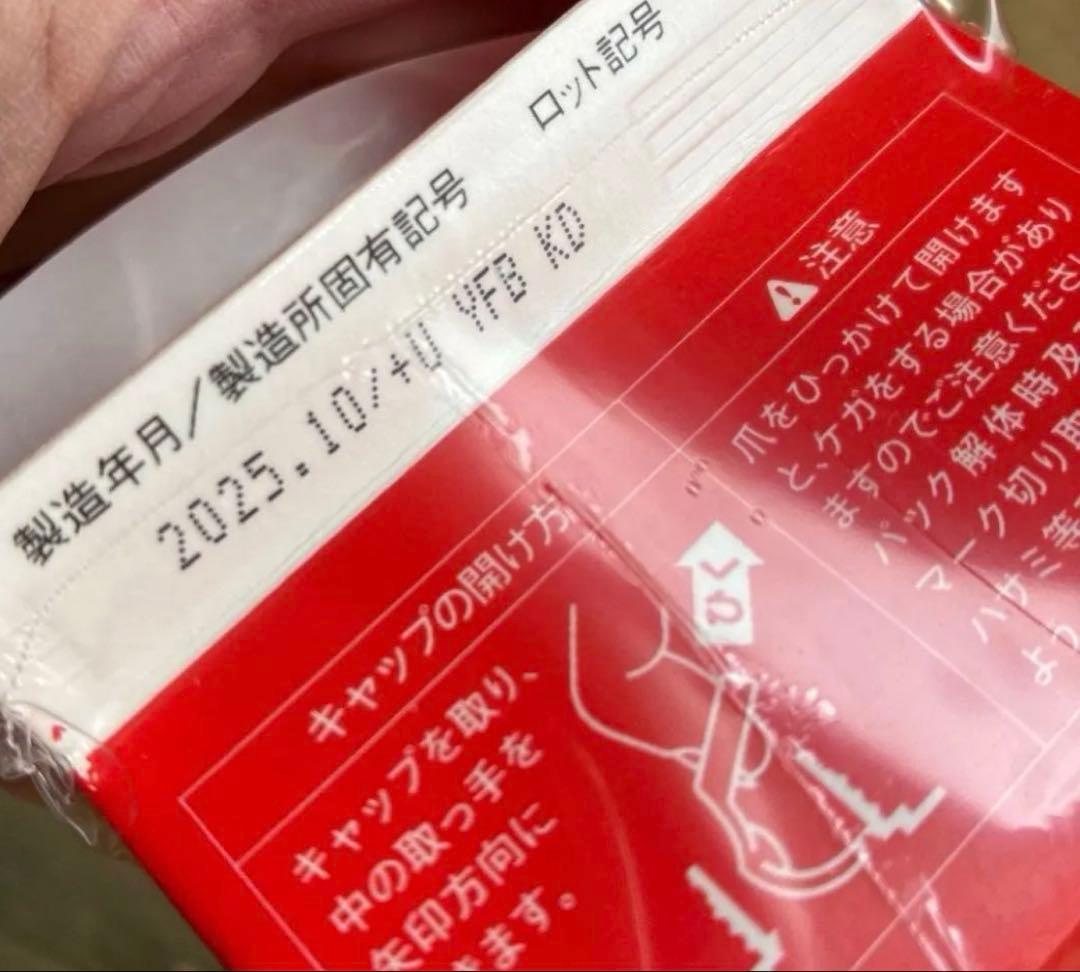 製造年月／製造所固有記号
ロット記号
2025.10/+U YFB KD
キャップの開け方
キャップを取り、
中の取っ手を
矢印方向に
ます。
ひく
注意
爪をひっかけて開けます
と、ケガをする場合があり
ますのでご注意くださ
パック解体時及
マーク切り取
ハサミ等
よっ